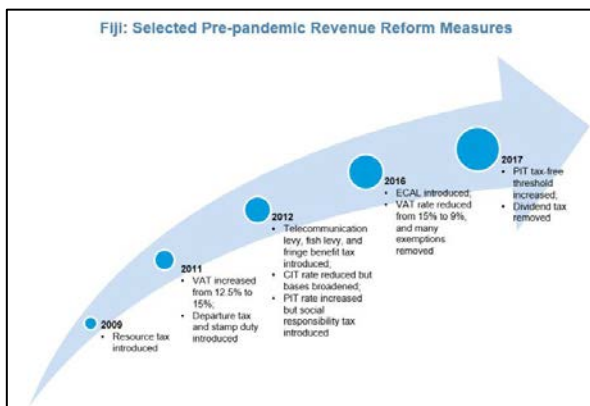 Fiji: Selected Pre-pandemic Revenue Reform Measures
2009
• Resource tax
introduced
2011
• VAT increased
from 12.5% to
15%;
• Departure tax
and stamp duty
introduced
2012
• Telecommunication
levy, fish levy, and
fringe benefit tax
introduced;
• CIT rate reduced but
bases broadened;
• PIT rate increased
but social
responsibility tax
introduced
2016
• ECAL introduced;
• VAT rate reduced
from 15% to 9%,
and many
exemptions
removed
2017
• PIT tax-free
threshold
increased;
• Dividend tax
removed